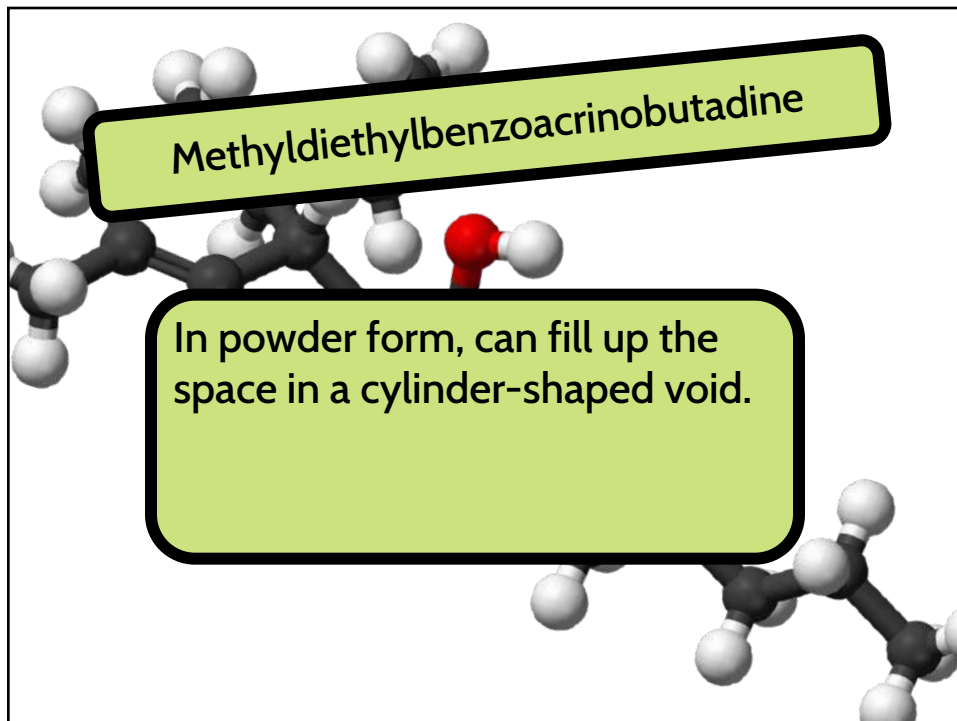 Methyldiethylbenzoacrinobutadine
In powder form, can fill up the
space in a cylinder-shaped void.